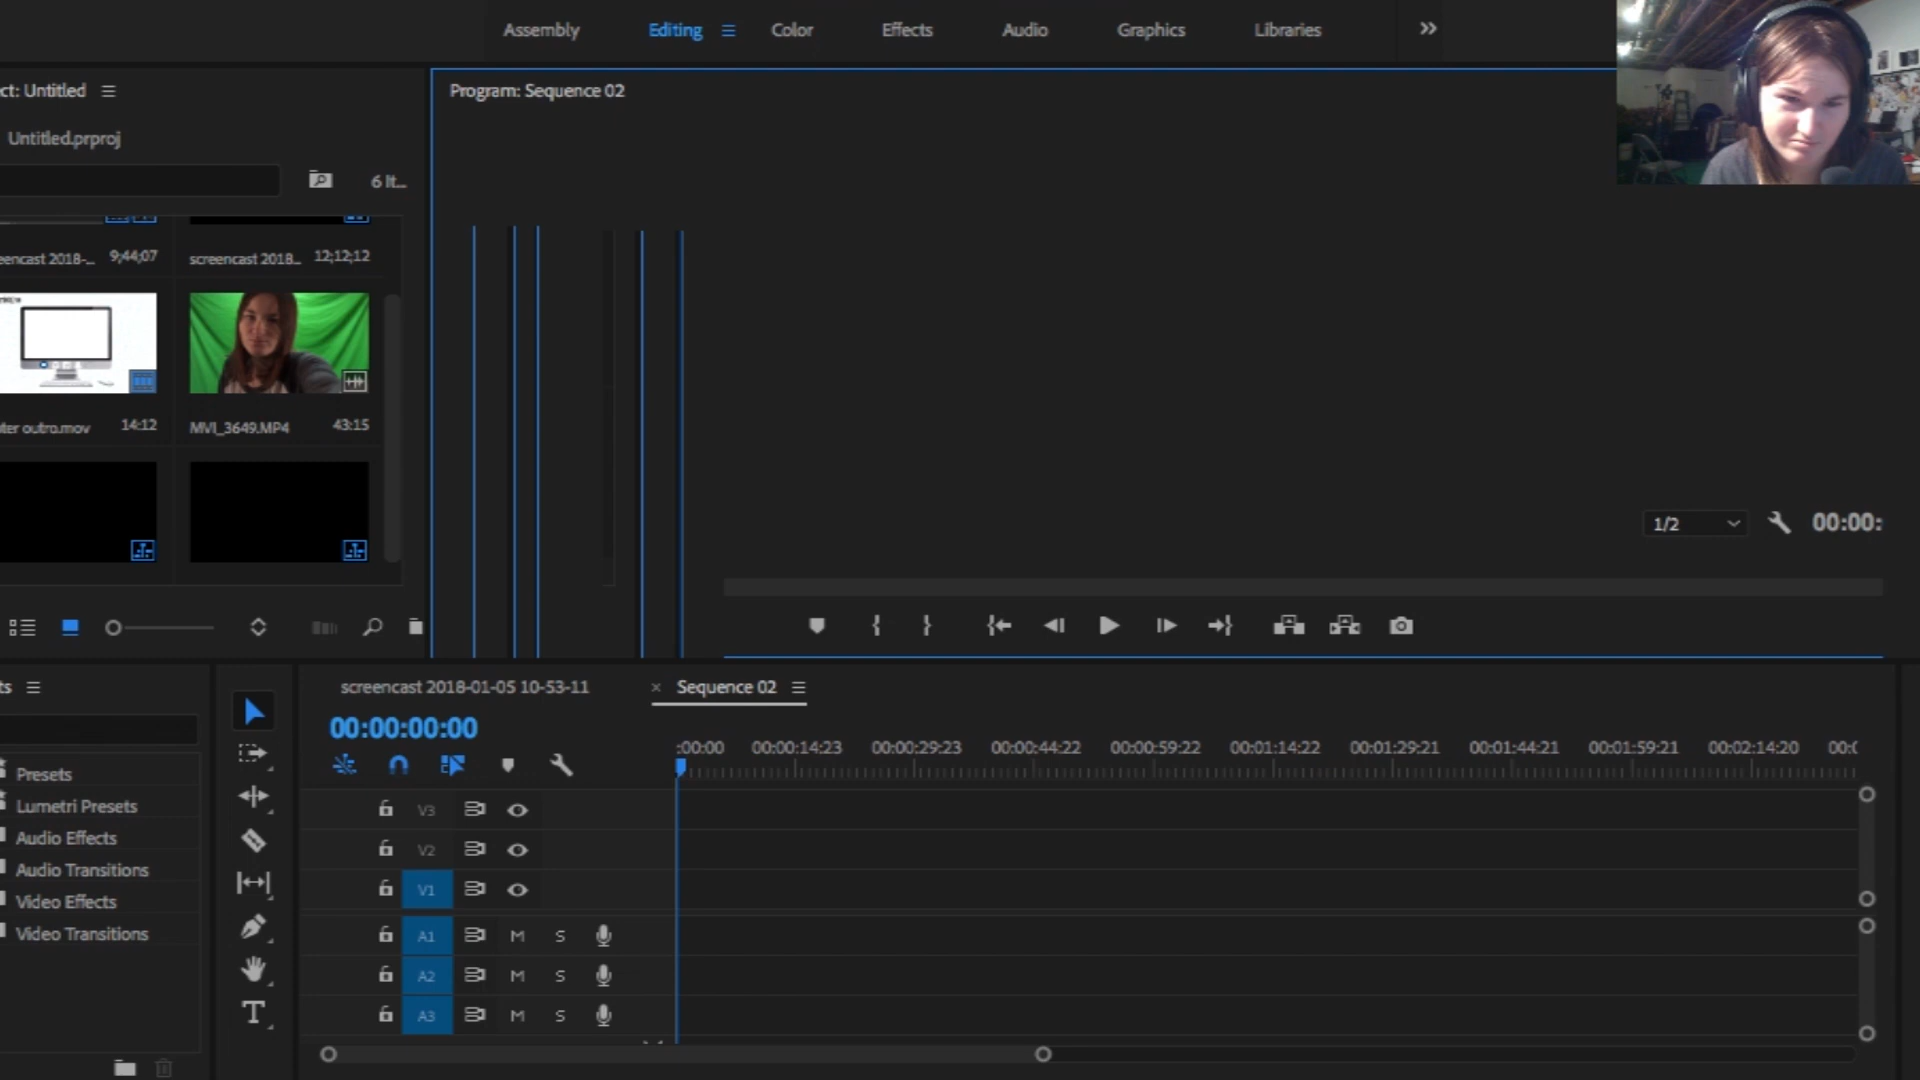 Assembly Editing Color Effects Audio Graphics Libraries
ct: Untitled
Program: Sequence 02
Untitled.prproj
6 It...
encast 2018-... 9;44;07 screencast 2018... 12;12;12
ter outro.mov 14:12 MVI_3649.MP4 43:15
1/2 00:00:
ts
screencast 2018-01-05 10-53-11 × Sequence 02
00:00:00:00
:00:00 00:00:14:23 00:00:29:23 00:00:44:22 00:00:59:22 00:01:14:22 00:01:29:21 00:01:44:21 00:01:59:21 00:02:14:20 00:0
Presets
Lumetri Presets
Audio Effects
Audio Transitions
Video Effects
Video Transitions
T
V3
V2
V1
A1 M S
A2 M S
A3 M S